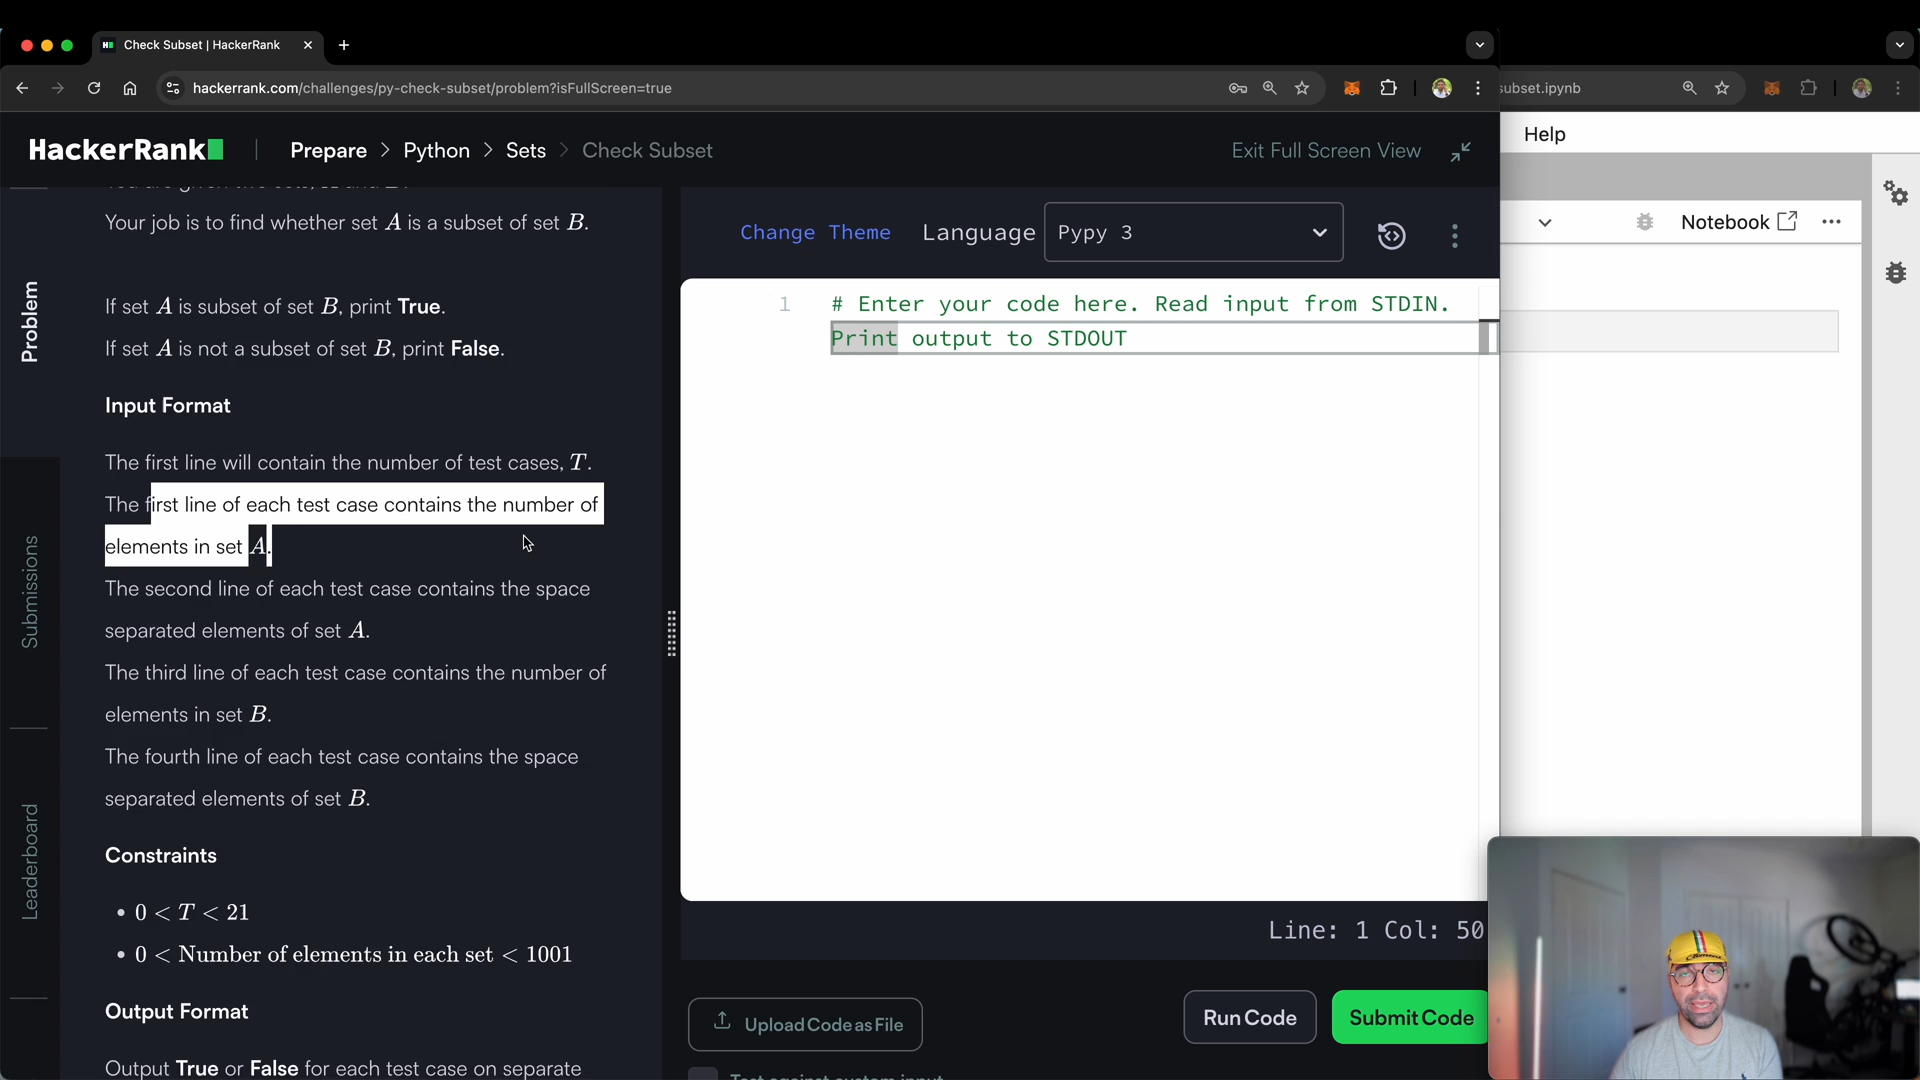 Check Subset | HackerRank
hackerrank.com/challenges/py-check-subset/problem?isFullScreen=true
subset.ipynb
HackerRank
Prepare > Python > Sets > Check Subset
Exit Full Screen View
Help
Your job is to find whether set A is a subset of set B.
If set A is subset of set B, print True.
If set A is not a subset of set B, print False.
Input Format
The first line will contain the number of test cases, T.
The first line of each test case contains the number of
elements in set A.
The second line of each test case contains the space
separated elements of set A.
The third line of each test case contains the number of
elements in set B.
The fourth line of each test case contains the space
separated elements of set B.
Constraints
• 0 < T < 21
• 0 < Number of elements in each set < 1001
Output Format
Output True or False for each test case on separate
Problem
Submissions
Leaderboard
Change Theme Language Pypy 3
Notebook
1 # Enter your code here. Read input from STDIN.
Print output to STDOUT
Line: 1 Col: 50
Upload Code as File
Run Code
Submit Code